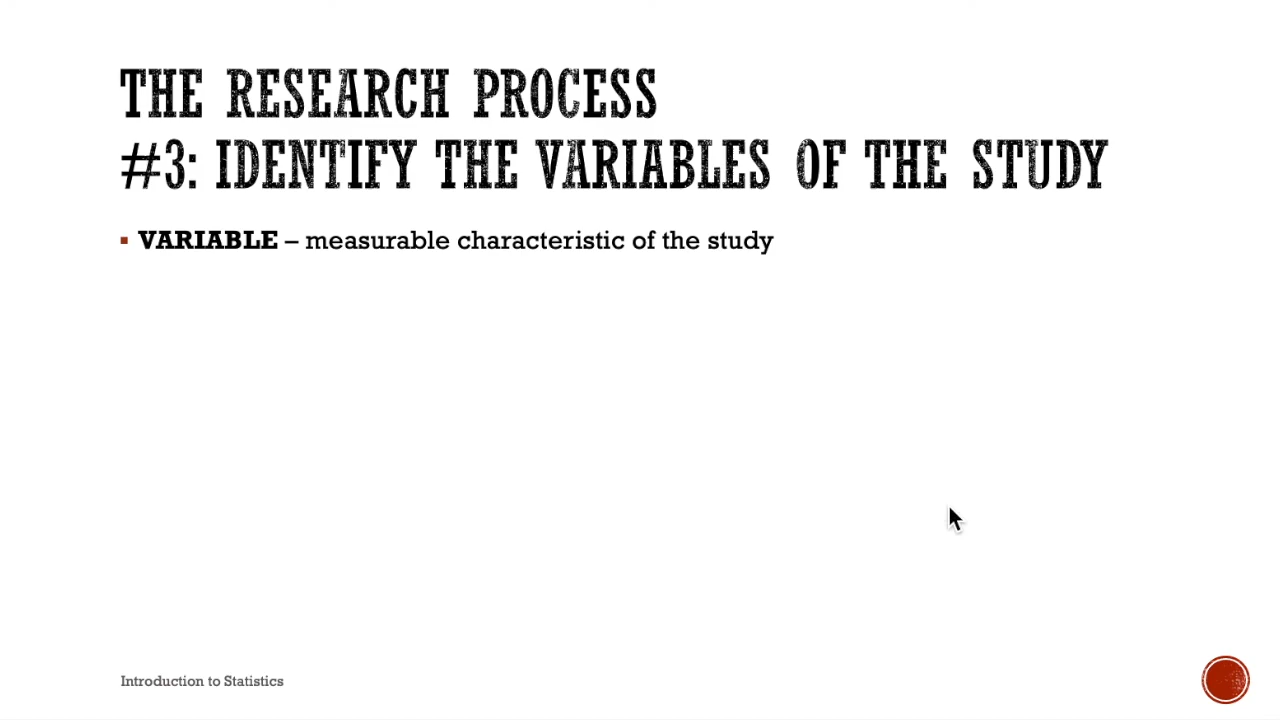 THE RESEARCH PROCESS
#3: IDENTIFY THE VARIABLES OF THE STUDY
▪ VARIABLE – measurable characteristic of the study
Introduction to Statistics